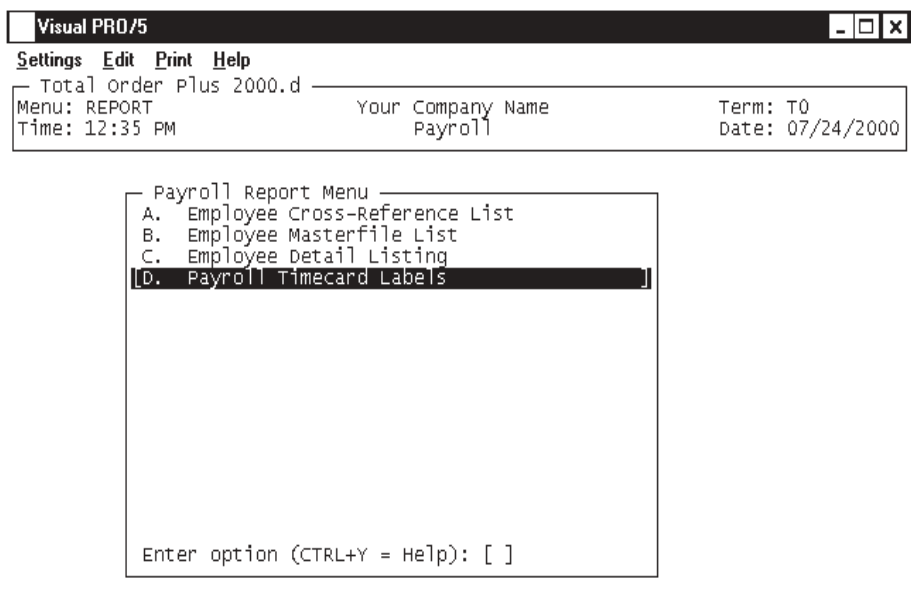 Visual PRO/5
Settings Edit Print Help
Total Order Plus 2000.d
Menu: REPORT Your Company Name Term: T0
Time: 12:35 PM Payroll Date: 07/24/2000
Payroll Report Menu
A. Employee Cross-Reference List
B. Employee Masterfile List
C. Employee Detail Listing
[D. Payroll Timecard Labels ]
Enter option (CTRL+Y = Help): [ ]